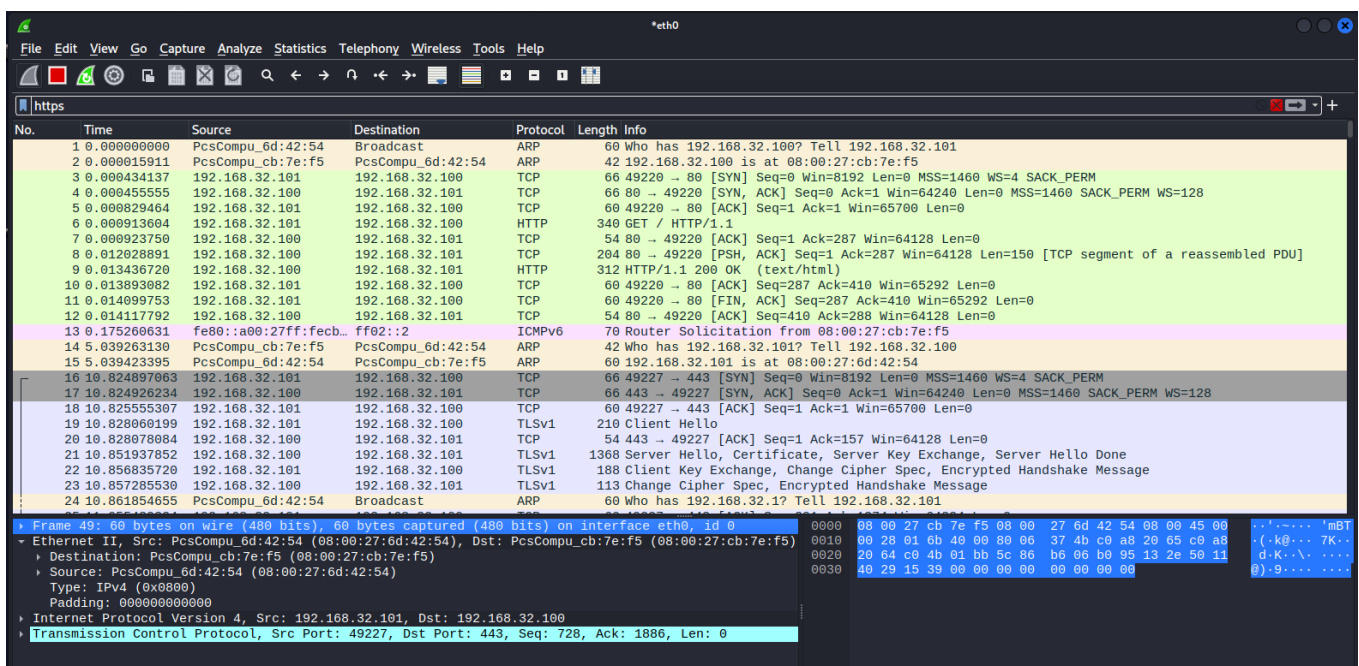 *eth0
File Edit View Go Capture Analyze Statistics Telephony Wireless Tools Help
https
No. Time Source Destination Protocol Length Info
1 0.000000000 PcsCompu_6d:42:54 Broadcast ARP 60 Who has 192.168.32.100? Tell 192.168.32.101
2 0.000015911 PcsCompu_cb:7e:f5 PcsCompu_6d:42:54 ARP 42 192.168.32.100 is at 08:00:27:cb:7e:f5
3 0.000434137 192.168.32.101 192.168.32.100 TCP 66 49220 → 80 [SYN] Seq=0 Win=8192 Len=0 MSS=1460 WS=4 SACK_PERM
4 0.000455555 192.168.32.100 192.168.32.101 TCP 66 80 → 49220 [SYN, ACK] Seq=0 Ack=1 Win=64240 Len=0 MSS=1460 SACK_PERM WS=128
5 0.000829464 192.168.32.101 192.168.32.100 TCP 60 49220 → 80 [ACK] Seq=1 Ack=1 Win=65700 Len=0
6 0.000913604 192.168.32.101 192.168.32.100 HTTP 340 GET / HTTP/1.1
7 0.000923750 192.168.32.100 192.168.32.101 TCP 54 80 → 49220 [ACK] Seq=1 Ack=287 Win=64128 Len=0
8 0.012028891 192.168.32.100 192.168.32.101 TCP 204 80 → 49220 [PSH, ACK] Seq=1 Ack=287 Win=64128 Len=150 [TCP segment of a reassembled PDU]
9 0.013436720 192.168.32.100 192.168.32.101 HTTP 312 HTTP/1.1 200 OK (text/html)
10 0.013893082 192.168.32.101 192.168.32.100 TCP 60 49220 → 80 [ACK] Seq=287 Ack=410 Win=65292 Len=0
11 0.014099753 192.168.32.101 192.168.32.100 TCP 60 49220 → 80 [FIN, ACK] Seq=287 Ack=410 Win=65292 Len=0
12 0.014117792 192.168.32.100 192.168.32.101 TCP 54 80 → 49220 [ACK] Seq=410 Ack=288 Win=64128 Len=0
13 0.175260631 fe80::a00:27ff:fecb… ff02::2 ICMPv6 70 Router Solicitation from 08:00:27:cb:7e:f5
14 5.039263130 PcsCompu_cb:7e:f5 PcsCompu_6d:42:54 ARP 42 Who has 192.168.32.101? Tell 192.168.32.100
15 5.039423395 PcsCompu_6d:42:54 PcsCompu_cb:7e:f5 ARP 60 192.168.32.101 is at 08:00:27:6d:42:54
16 10.824897063 192.168.32.101 192.168.32.100 TCP 66 49227 → 443 [SYN] Seq=0 Win=8192 Len=0 MSS=1460 WS=4 SACK_PERM
17 10.824926234 192.168.32.100 192.168.32.101 TCP 66 443 → 49227 [SYN, ACK] Seq=0 Ack=1 Win=64240 Len=0 MSS=1460 SACK_PERM WS=128
18 10.825555307 192.168.32.101 192.168.32.100 TCP 60 49227 → 443 [ACK] Seq=1 Ack=1 Win=65700 Len=0
19 10.828060199 192.168.32.101 192.168.32.100 TLSv1 210 Client Hello
20 10.828078084 192.168.32.100 192.168.32.101 TCP 54 443 → 49227 [ACK] Seq=1 Ack=157 Win=64128 Len=0
21 10.851937852 192.168.32.100 192.168.32.101 TLSv1 1368 Server Hello, Certificate, Server Key Exchange, Server Hello Done
22 10.856835720 192.168.32.101 192.168.32.100 TLSv1 188 Client Key Exchange, Change Cipher Spec, Encrypted Handshake Message
23 10.857285530 192.168.32.100 192.168.32.101 TLSv1 113 Change Cipher Spec, Encrypted Handshake Message
24 10.861854655 PcsCompu_6d:42:54 Broadcast ARP 60 Who has 192.168.32.1? Tell 192.168.32.101
Frame 49: 60 bytes on wire (480 bits), 60 bytes captured (480 bits) on interface eth0, id 0
Ethernet II, Src: PcsCompu_6d:42:54 (08:00:27:6d:42:54), Dst: PcsCompu_cb:7e:f5 (08:00:27:cb:7e:f5)
Destination: PcsCompu_cb:7e:f5 (08:00:27:cb:7e:f5)
Source: PcsCompu_6d:42:54 (08:00:27:6d:42:54)
Type: IPv4 (0x0800)
Padding: 000000000000
Internet Protocol Version 4, Src: 192.168.32.101, Dst: 192.168.32.100
Transmission Control Protocol, Src Port: 49227, Dst Port: 443, Seq: 728, Ack: 1886, Len: 0
0000 08 00 27 cb 7e f5 08 00 27 6d 42 54 08 00 45 00 ··'·~··· 'mBT
0010 00 28 01 6b 40 00 80 06 37 4b c0 a8 20 65 c0 a8 ·(·k@··· 7K··
0020 20 64 c0 4b 01 bb 5c 86 b6 06 b0 95 13 2e 50 11 d·K··\· ····
0030 40 29 15 39 00 00 00 00 00 00 00 00 @)·9···· ····